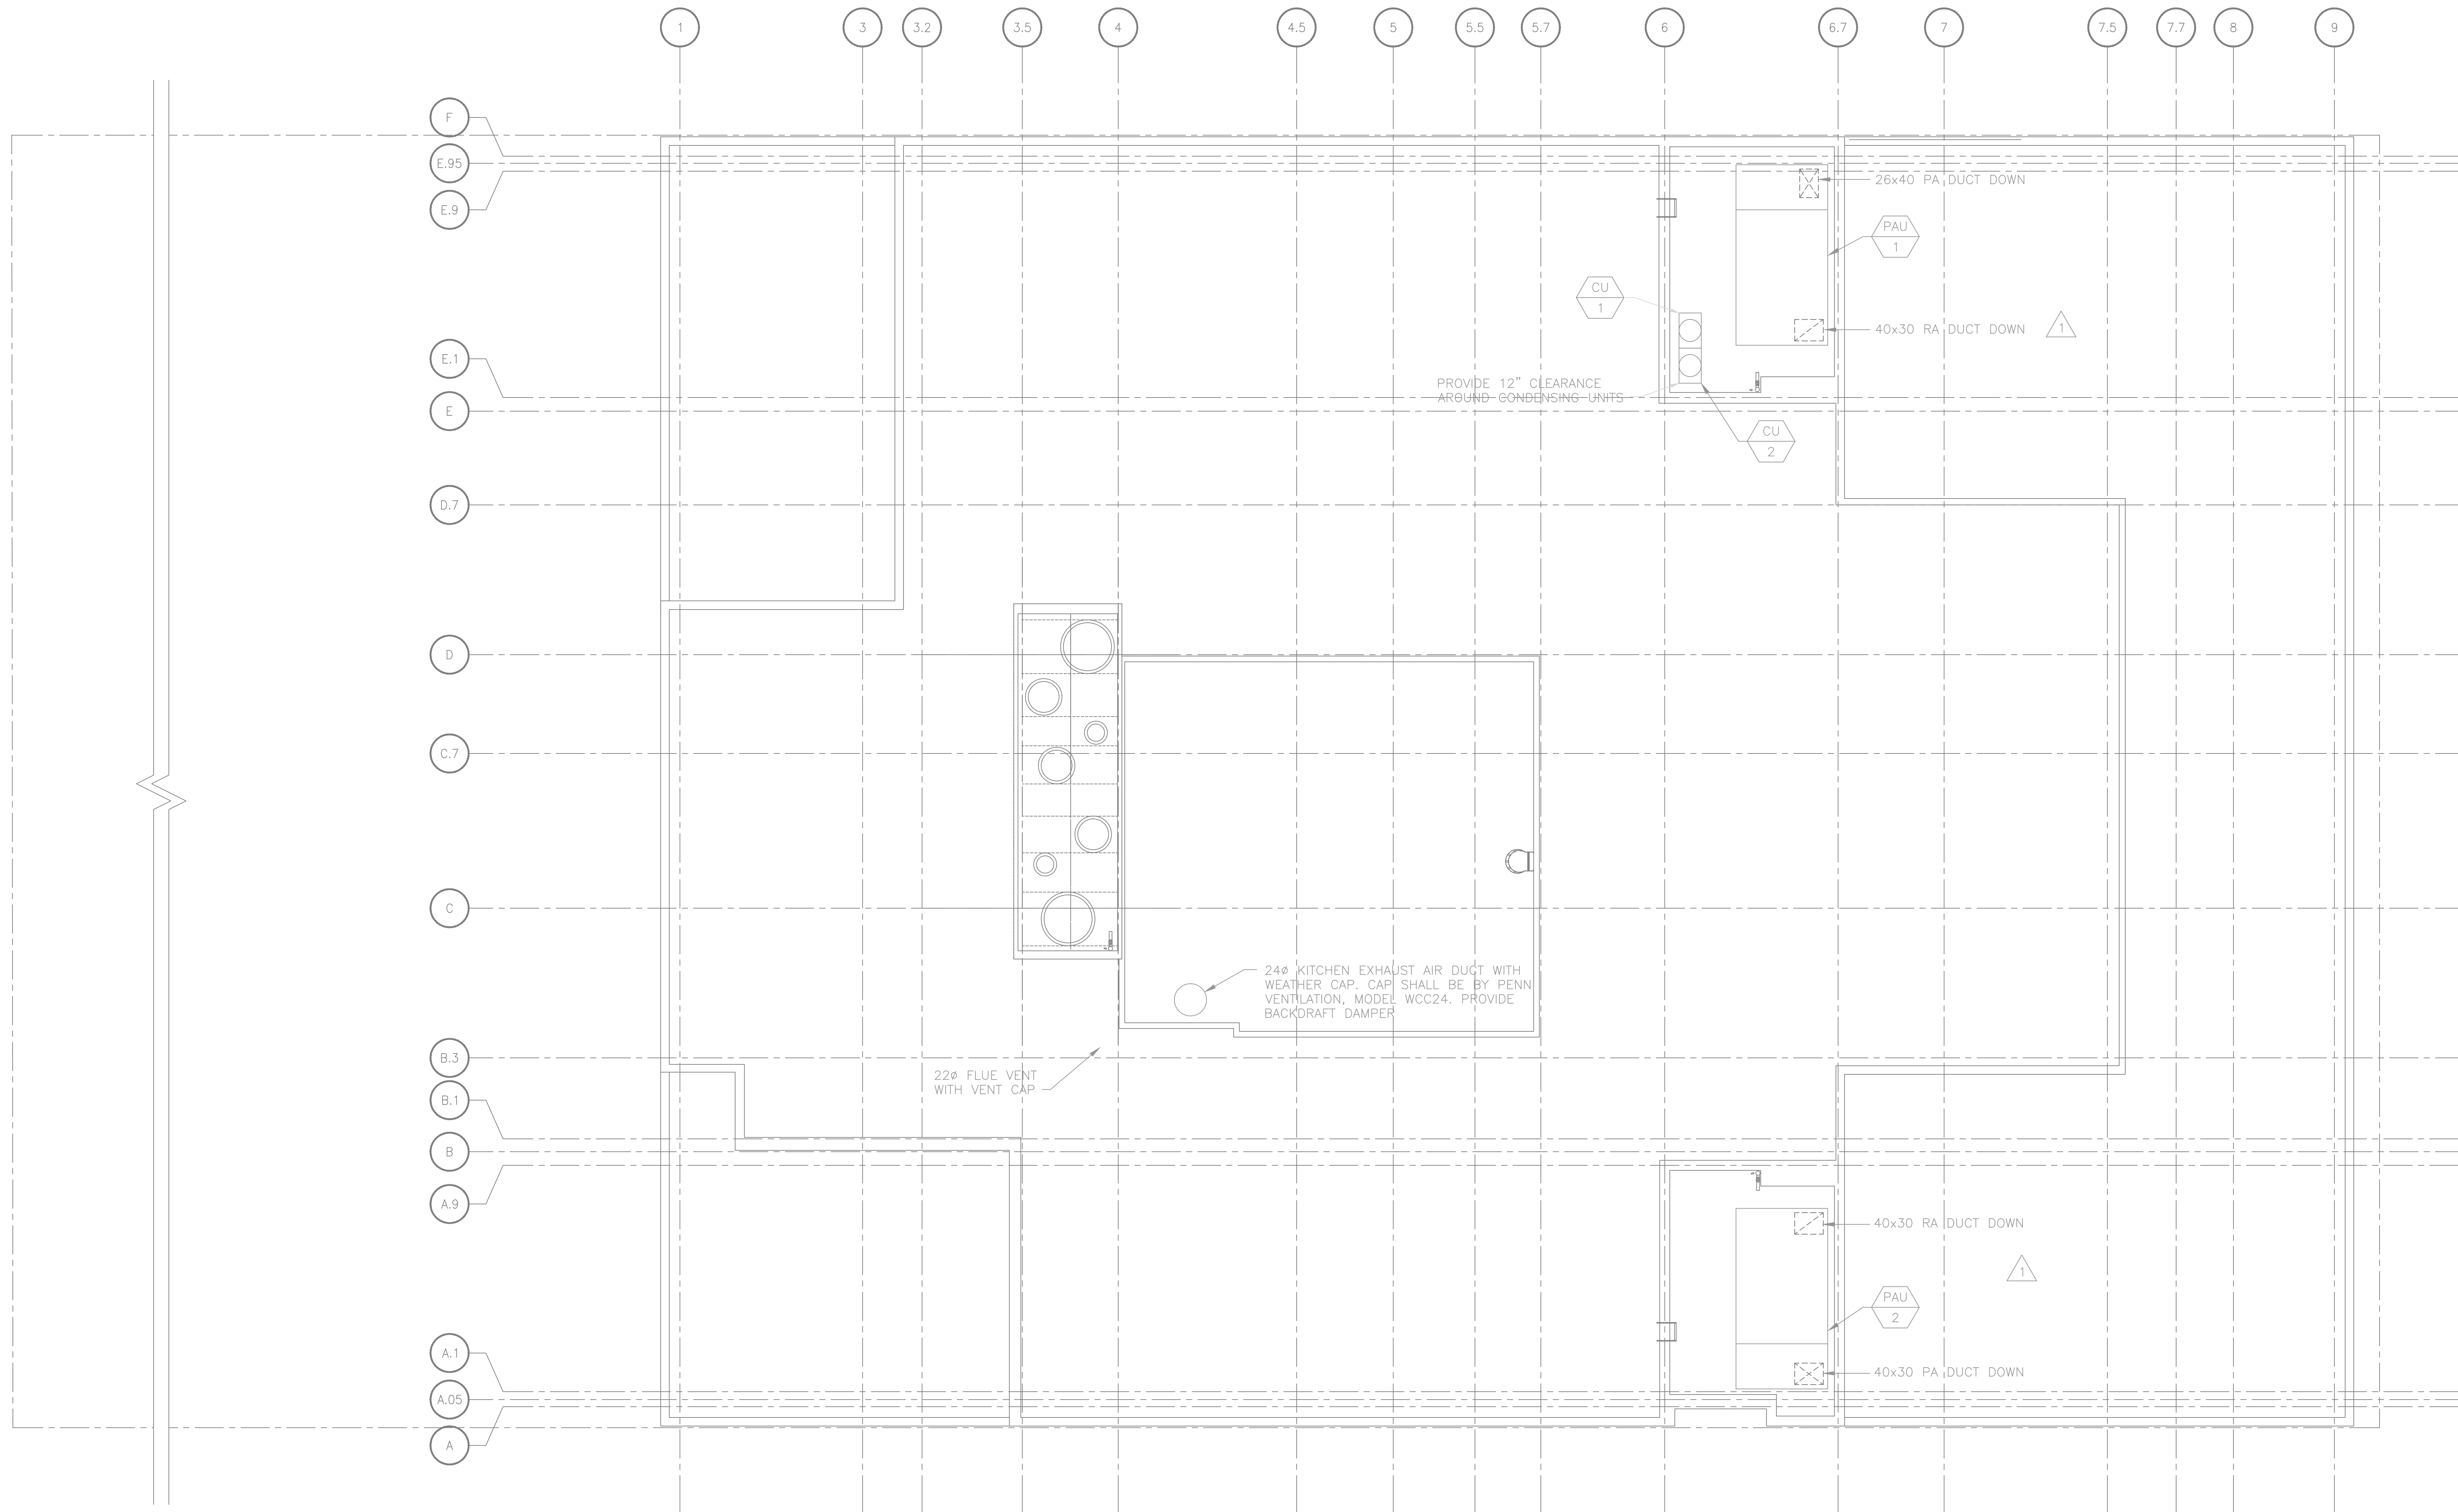 1
3
3.2
3.5
4
4.5
5
5.5
5.7
6
6.7
7
7.5
7.7
8
9
F
E.95
E.9
E.1
E
D.7
D
C.7
C
B.3
B.1
B
A.9
A.1
A.05
A
26x40 PA DUCT DOWN
PAU
1
CU
1
40x30 RA DUCT DOWN
1
PROVIDE 12" CLEARANCE
AROUND CONDENSING UNITS
CU
2
24ø KITCHEN EXHAUST AIR DUCT WITH
WEATHER CAP. CAP SHALL BE BY PENN
VENTILATION, MODEL WCC24. PROVIDE
BACKDRAFT DAMPER
22ø FLUE VENT
WITH VENT CAP
40x30 RA DUCT DOWN
1
PAU
2
40x30 PA DUCT DOWN